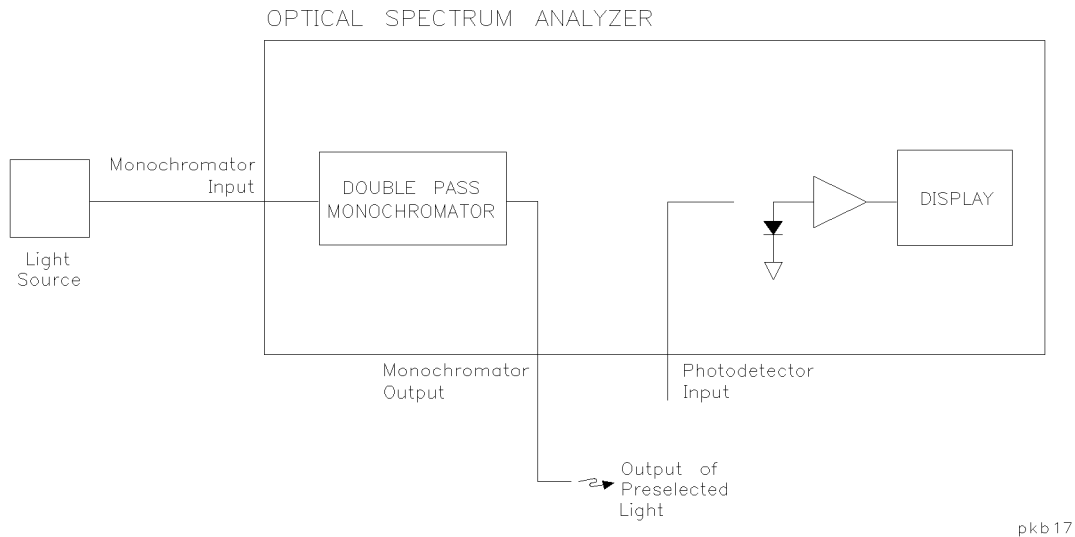 OPTICAL SPECTRUM ANALYZER
Monochromator
Input
DOUBLE PASS
MONOCHROMATOR
DISPLAY
Light
Source
Monochromator
Output
Photodetector
Input
Output of
Preselected
Light
pkb17